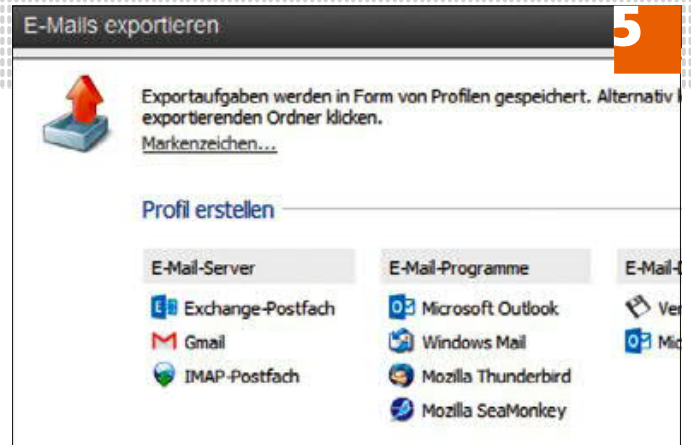 E-Mails exportieren
5
Exportaufgaben werden in Form von Profilen gespeichert. Alternativ
exportierenden Ordner klicken.
Markenzeichen...
Profil erstellen
E-Mail-Server
Exchange-Postfach
Gmail
IMAP-Postfach
E-Mail-Programme
Microsoft Outlook
Windows Mail
Mozilla Thunderbird
Mozilla SeaMonkey